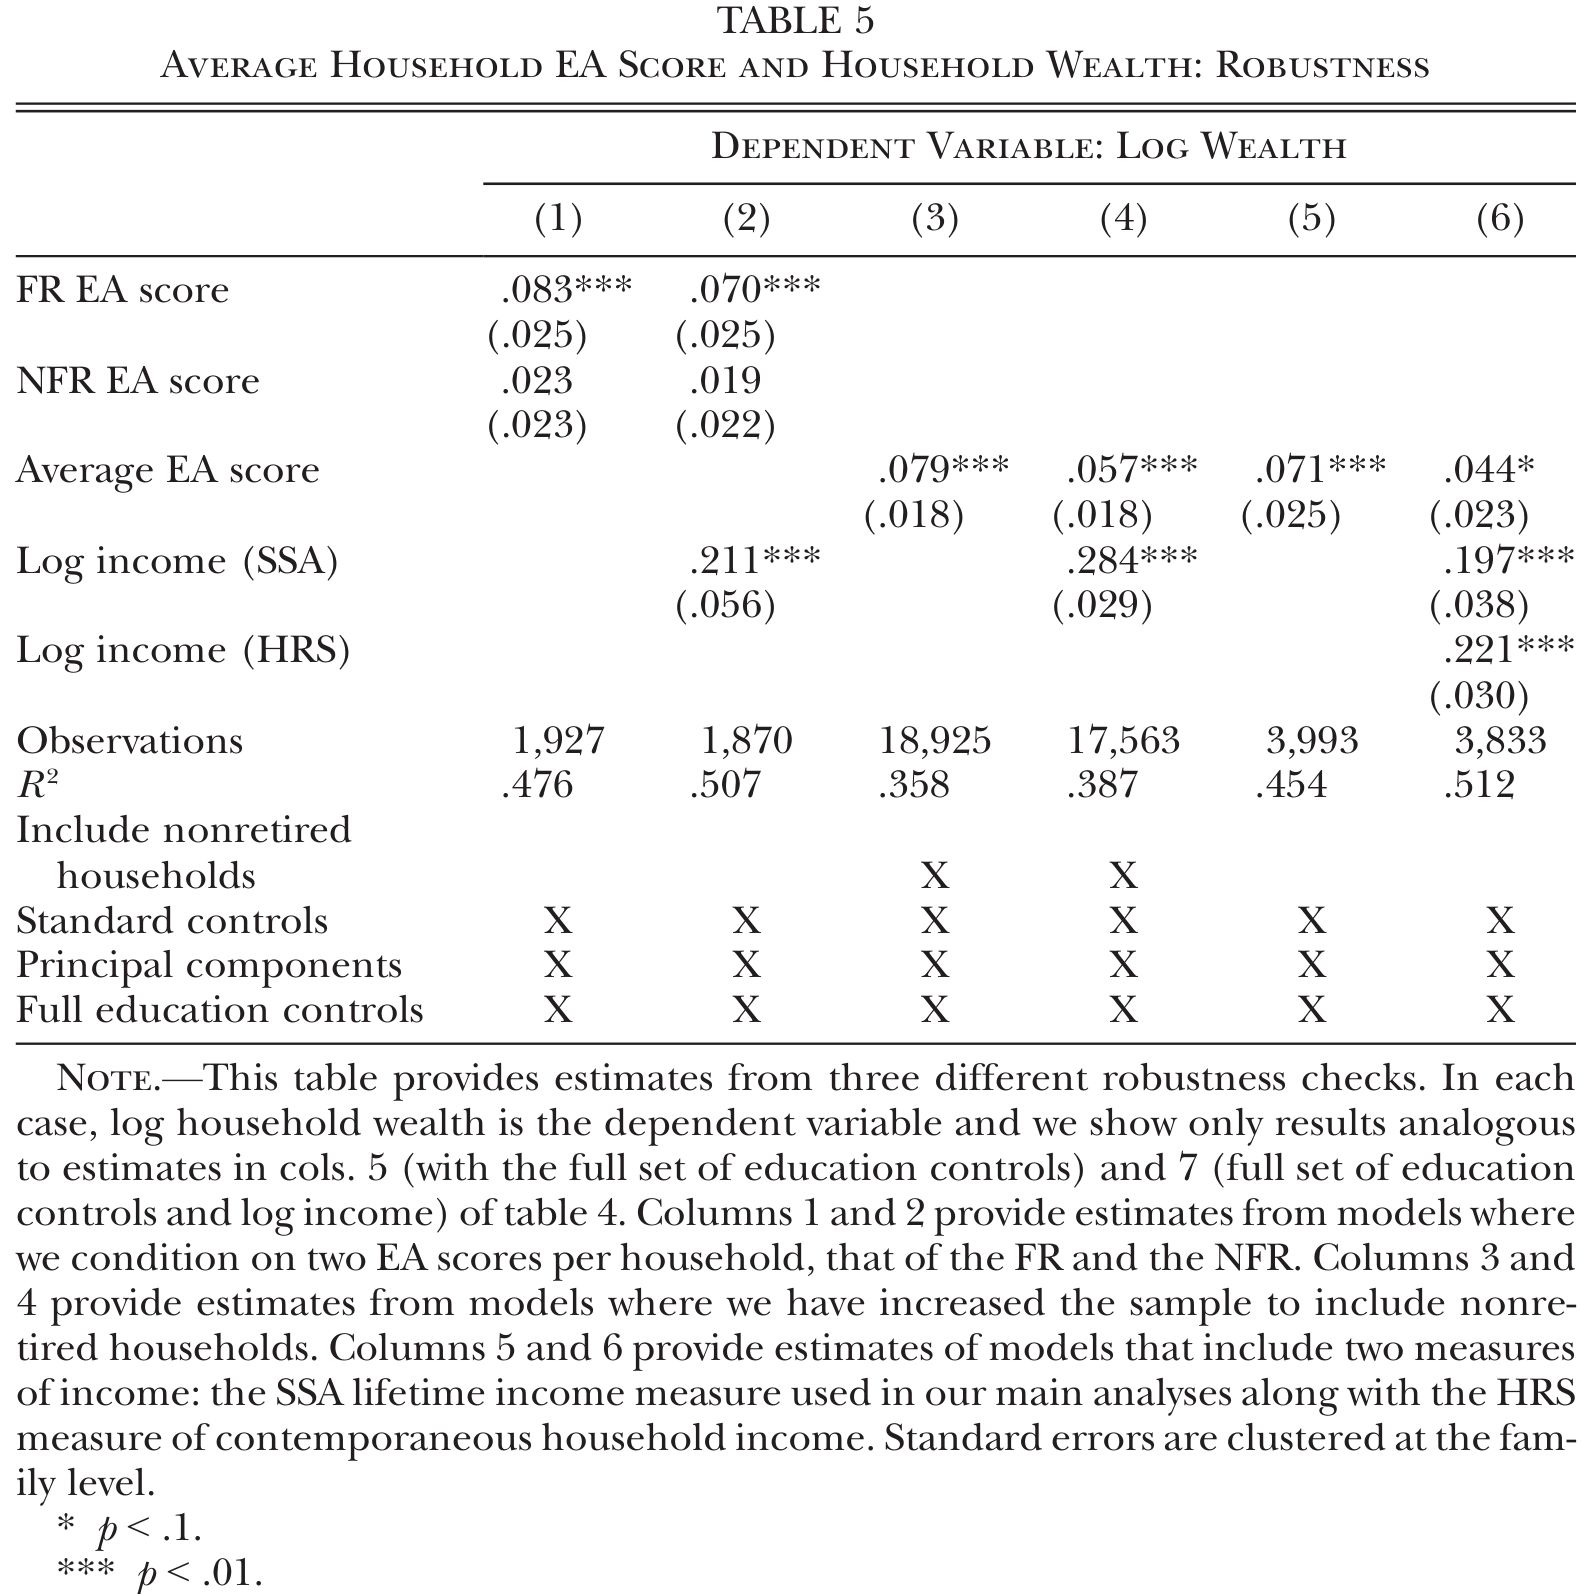 TABLE 5
Average Household EA Score and Household Wealth: Robustness
Dependent Variable: Log Wealth
(1) (2) (3) (4) (5) (6)
FR EA score .083*** .070***
(.025) (.025)
NFR EA score .023 .019
(.023) (.022)
Average EA score .079*** .057*** .071*** .044*
(.018) (.018) (.025) (.023)
Log income (SSA) .211*** .284*** .197***
(.056) (.029) (.038)
Log income (HRS) .221***
(.030)
Observations 1,927 1,870 18,925 17,563 3,993 3,833
R² .476 .507 .358 .387 .454 .512
Include nonretired
households X X
Standard controls X X X X X X
Principal components X X X X X X
Full education controls X X X X X X
Note.—This table provides estimates from three different robustness checks. In each
case, log household wealth is the dependent variable and we show only results analogous
to estimates in cols. 5 (with the full set of education controls) and 7 (full set of education
controls and log income) of table 4. Columns 1 and 2 provide estimates from models where
we condition on two EA scores per household, that of the FR and the NFR. Columns 3 and
4 provide estimates from models where we have increased the sample to include nonre-
tired households. Columns 5 and 6 provide estimates of models that include two measures
of income: the SSA lifetime income measure used in our main analyses along with the HRS
measure of contemporaneous household income. Standard errors are clustered at the fam-
ily level.
* p < .1.
*** p < .01.